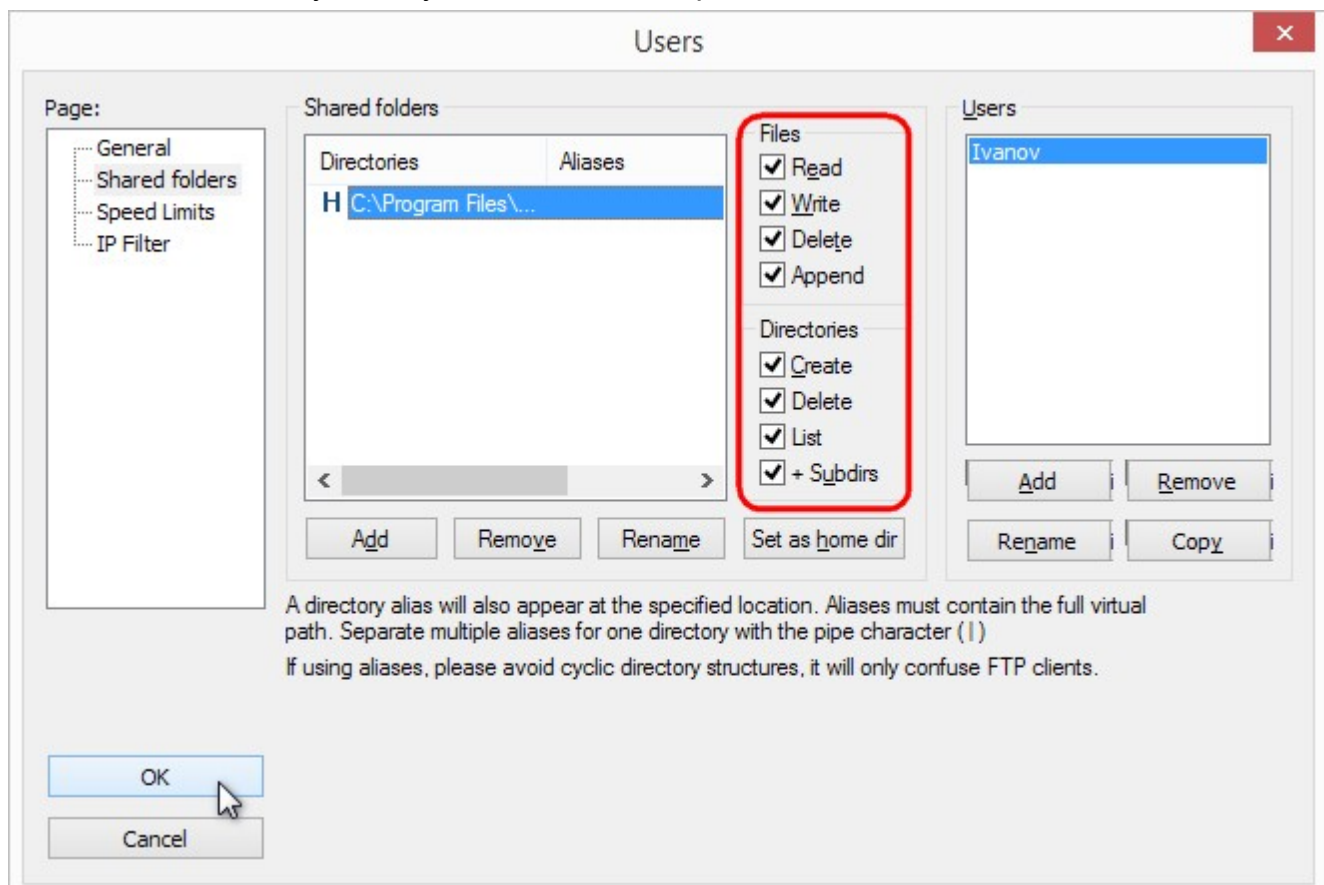 Users
Page:
General
Shared folders
Speed Limits
IP Filter
Shared folders
Directories Aliases
H C:\Program Files\...
Files
Read
Write
Delete
Append
Directories
Create
Delete
List
+ Subdirs
Add Remove Rename Set as home dir
Users
Ivanov
Add Remove
Rename Copy
A directory alias will also appear at the specified location. Aliases must contain the full virtual
path. Separate multiple aliases for one directory with the pipe character (|)
If using aliases, please avoid cyclic directory structures, it will only confuse FTP clients.
OK
Cancel